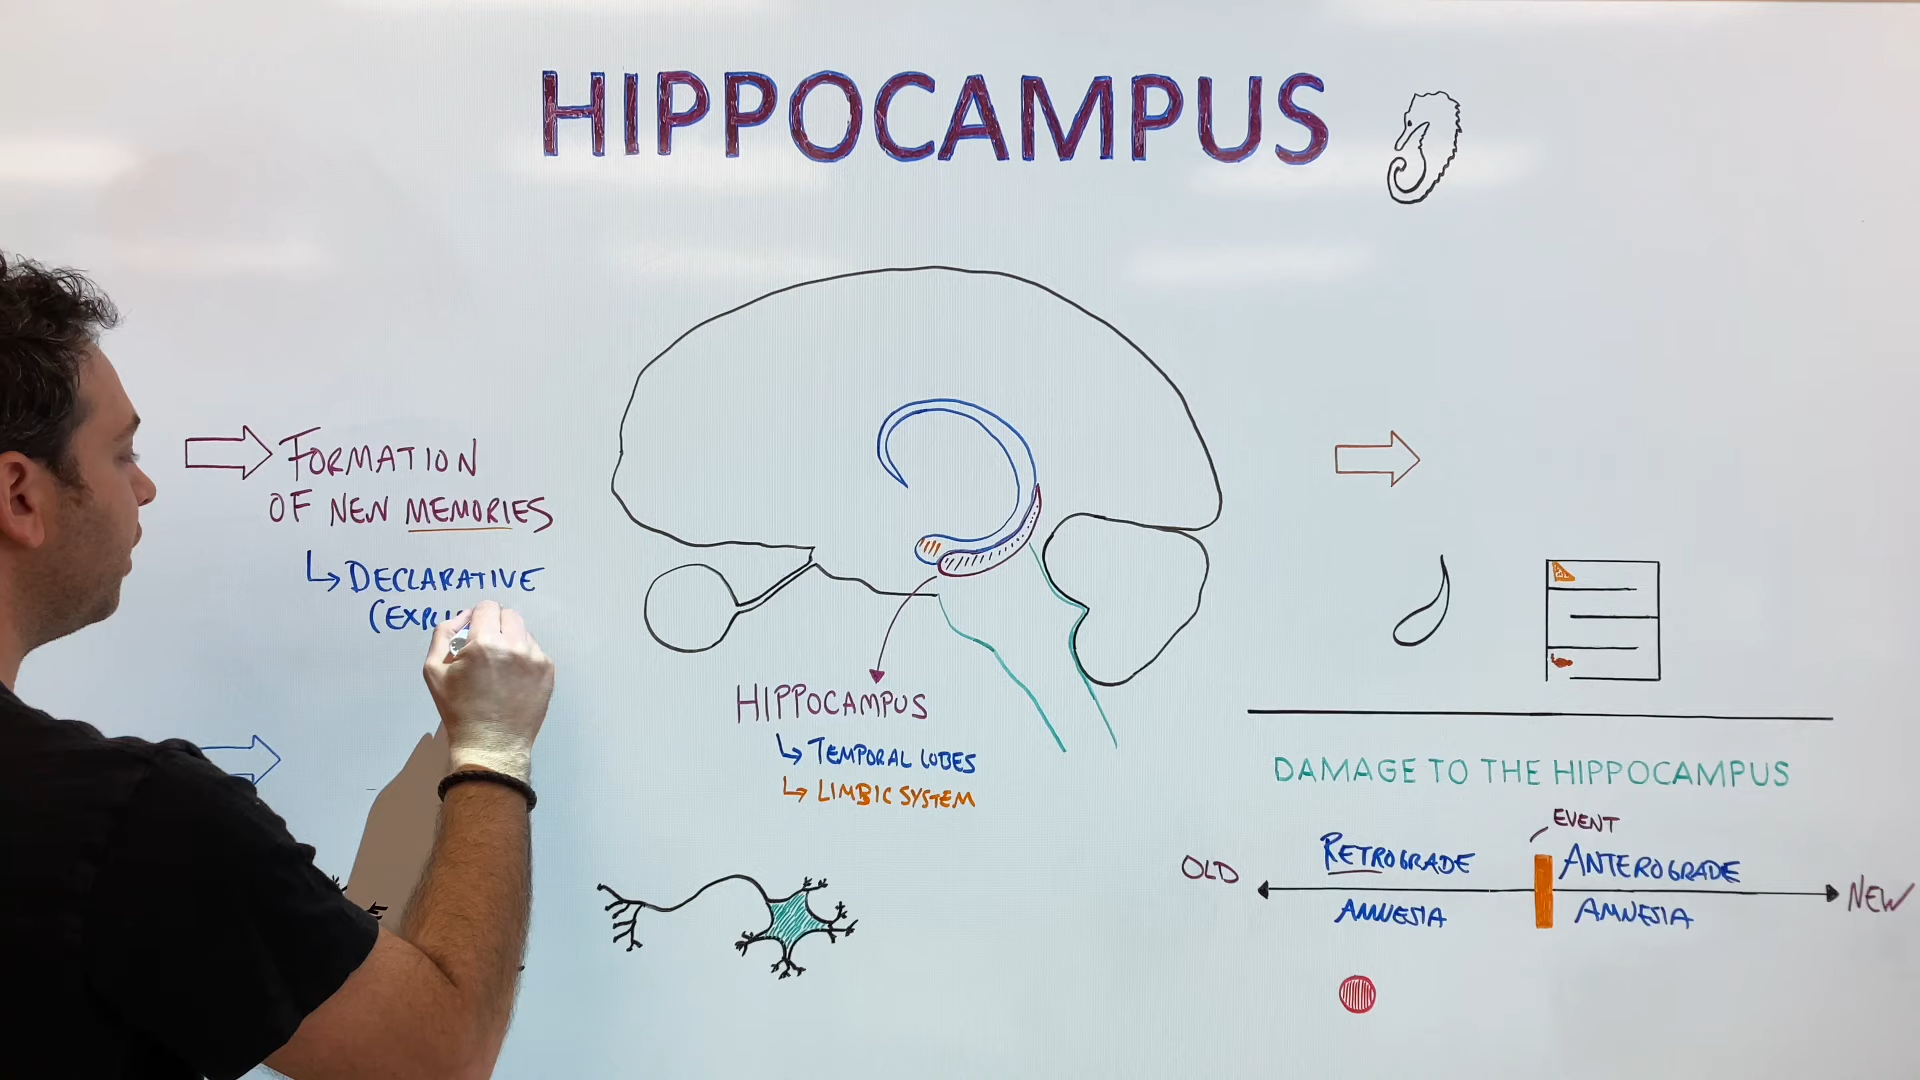 HIPPOCAMPUS
FORMATION
OF NEW MEMORIES
DECLARATIVE
HIPPOCAMPUS
TEMPORAL LOBES
LIMBIC SYSTEM
DAMAGE TO THE HIPPOCAMPUS
EVENT
OLD
RETROGRADE
AMNESIA
ANTEROGRADE
AMNESIA
NEW